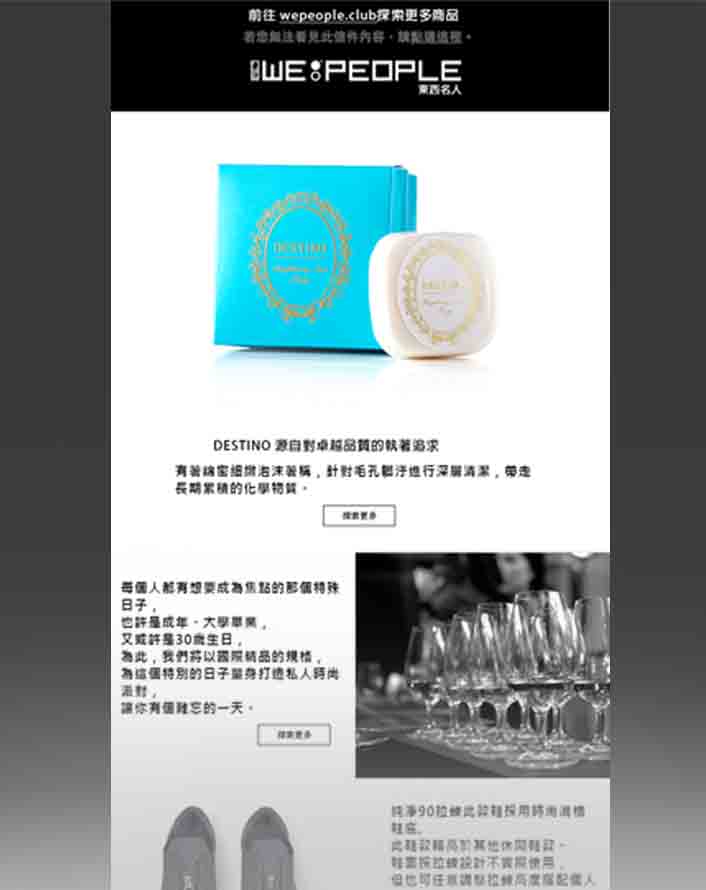 前往 wepeople.club探索更多商品
若您無法看見此信件內容，請點選這裡。
WE PEOPLE
東西名人
DESTINO
DESTINO
DESTINO 源自對卓越品質的執著追求
有著綿密細緻泡沫著稱，針對毛孔髒汙進行深層清潔，帶走
長期累積的化學物質。
探索更多
每個人都有想要成為焦點的那個特殊
日子，
也許是成年、大學畢業，
又或許是30歲生日，
為此，我們將以國際精品的規格，
為這個特別的日子量身打造私人時尚
派對，
讓你有個難忘的一天。
探索更多
純淨90拉鍊此款鞋採用時尚滴楦
鞋底。
此鞋款略高於其他休閒鞋款。
鞋面採拉鍊設計不實際使用，
但也可任意調整拉鍊高度搭配個人